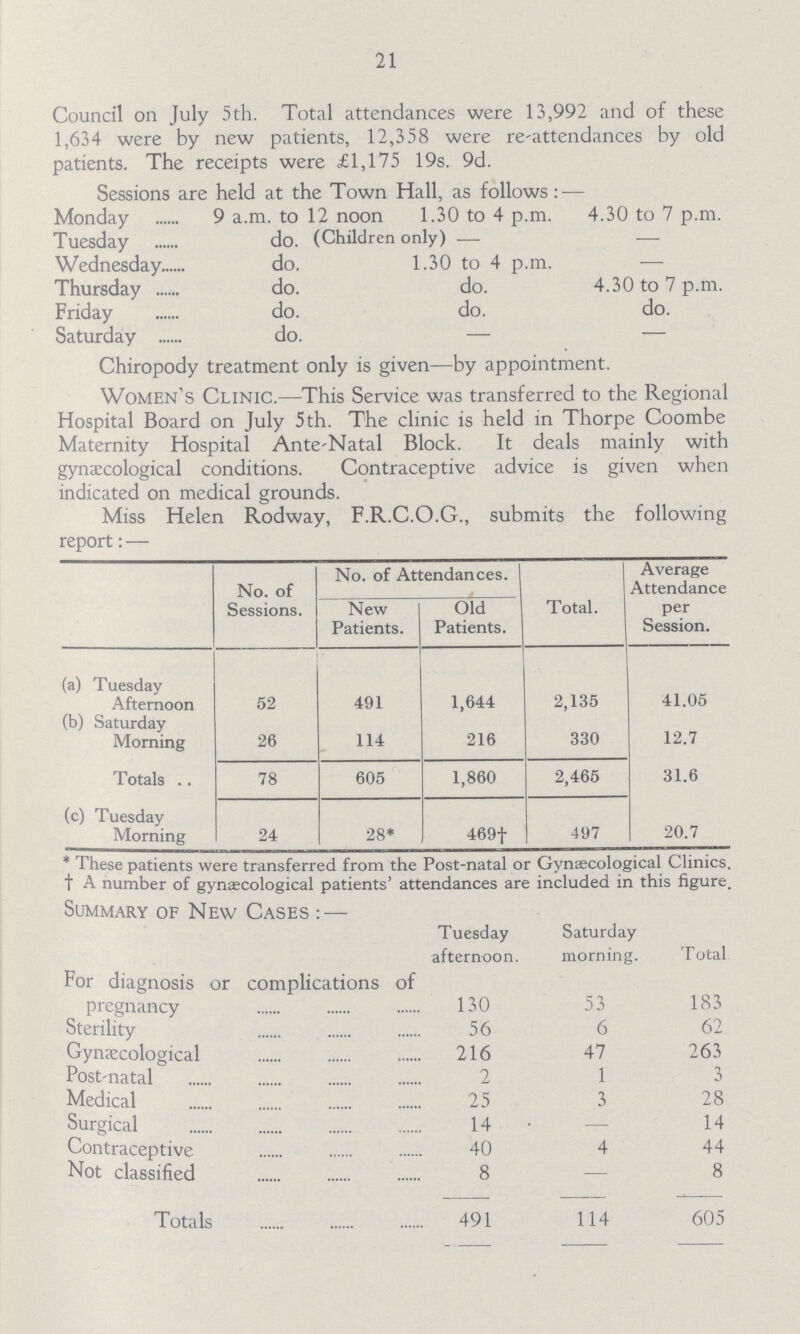 21
Council on July 5th. Total attendances were 13,992 and of these
1,634 were by new patients, 12,358 were re-attendances by old
patients. The receipts were £1,175 19s. 9d.
Sessions are held at the Town Hall, as follows:—
Monday ...... 9 a.m. to 12 noon 1.30 to 4 p.m. 4.30 to 7 p.m.
Tuesday ...... do. (Children only) — —
Wednesday...... do. 1.30 to 4 p.m. —
Thursday ...... do. do. 4.30 to 7 p.m.
Friday ...... do. do. do.
Saturday ...... do. — —
Chiropody treatment only is given—by appointment.
Women's Clinic.—This Service was transferred to the Regional
Hospital Board on July 5th. The clinic is held in Thorpe Coombe
Maternity Hospital Ante-Natal Block. It deals mainly with
gynæcological conditions. Contraceptive advice is given when
indicated on medical grounds.
Miss Helen Rodway, F.R.C.O.G., submits the following
report:—
No. of Sessions. No. of Attendances. Total. Average Attendance per Session.
New Patients. Old Patients.
(a) Tuesday
Afternoon 52 491 1,644 2,135 41.05
(b) Saturday
Morning 26 114 216 330 12.7
Totals .. 78 605 1,860 2,465 31.6
(c) Tuesday
Morning 24 28* 469† 497 20.7
* These patients were transferred from the Post-natal or Gynæcological Clinics.
† A number of gynæcological patients' attendances are included in this figure.
Summary of New Cases:—
Tuesday afternoon. Saturday morning. Total
For diagnosis or complications of
pregnancy ...... ...... ...... 130 53 183
Sterility ...... ...... ...... 56 6 62
Gynæcological ...... ...... ...... 216 47 263
Post-natal ...... ...... ...... ...... 2 1 3
Medical ...... ...... ...... ...... 25 3 28
Surgical ...... ...... ...... ...... 14 — 14
Contraceptive ...... ...... ...... 40 4 44
Not classified ...... ...... ...... 8 — 8
Totals ...... ...... ...... 491 114 605